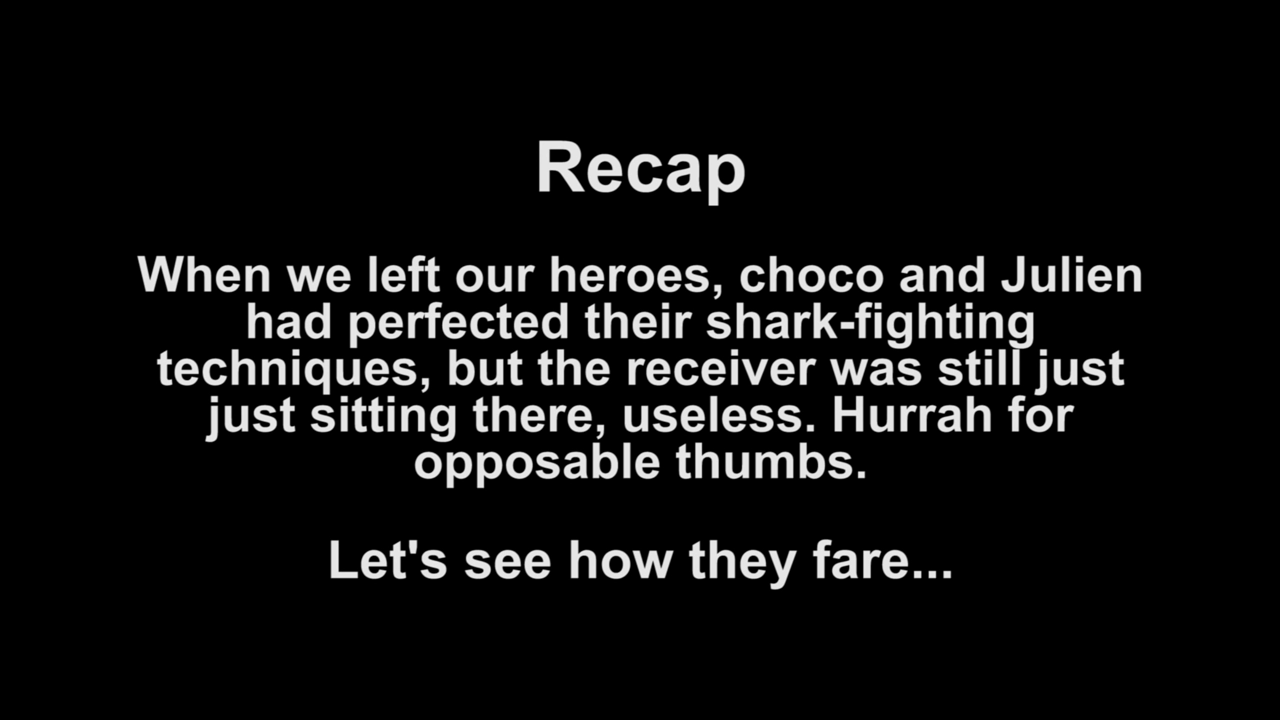 Recap
When we left our heroes, choco and Julien
had perfected their shark-fighting
techniques, but the receiver was still just
just sitting there, useless. Hurrah for
opposable thumbs.
Let's see how they fare...